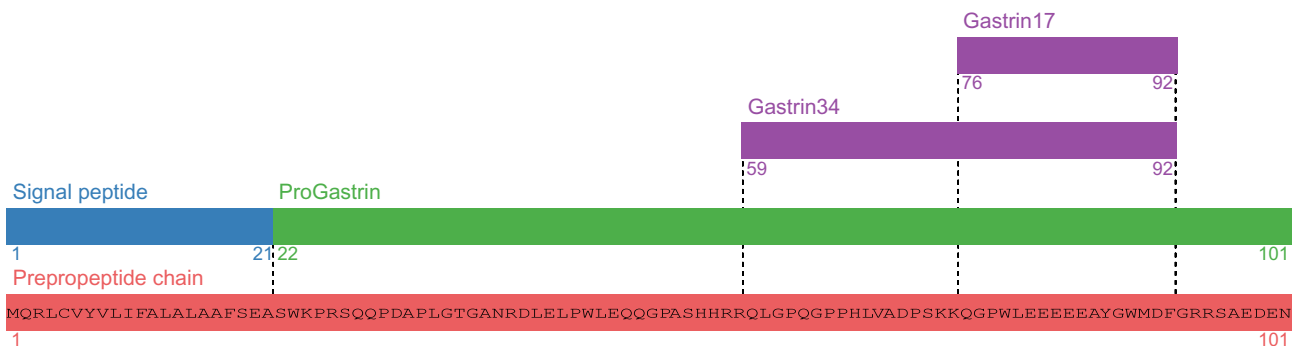 Gastrin17
76 92
Gastrin34
59 92
Signal peptide ProGastrin
1 21 22 101
Prepropeptide chain
MQRLCVYVLIFALALAAFSEASWKPRSQQPDAPLGTGANRDLELPWLEQQGPASHHRRQLGPQGPPHLVADPSKKQGPWLEEEEEAYGWMDFGRRSAEDEN
1 101